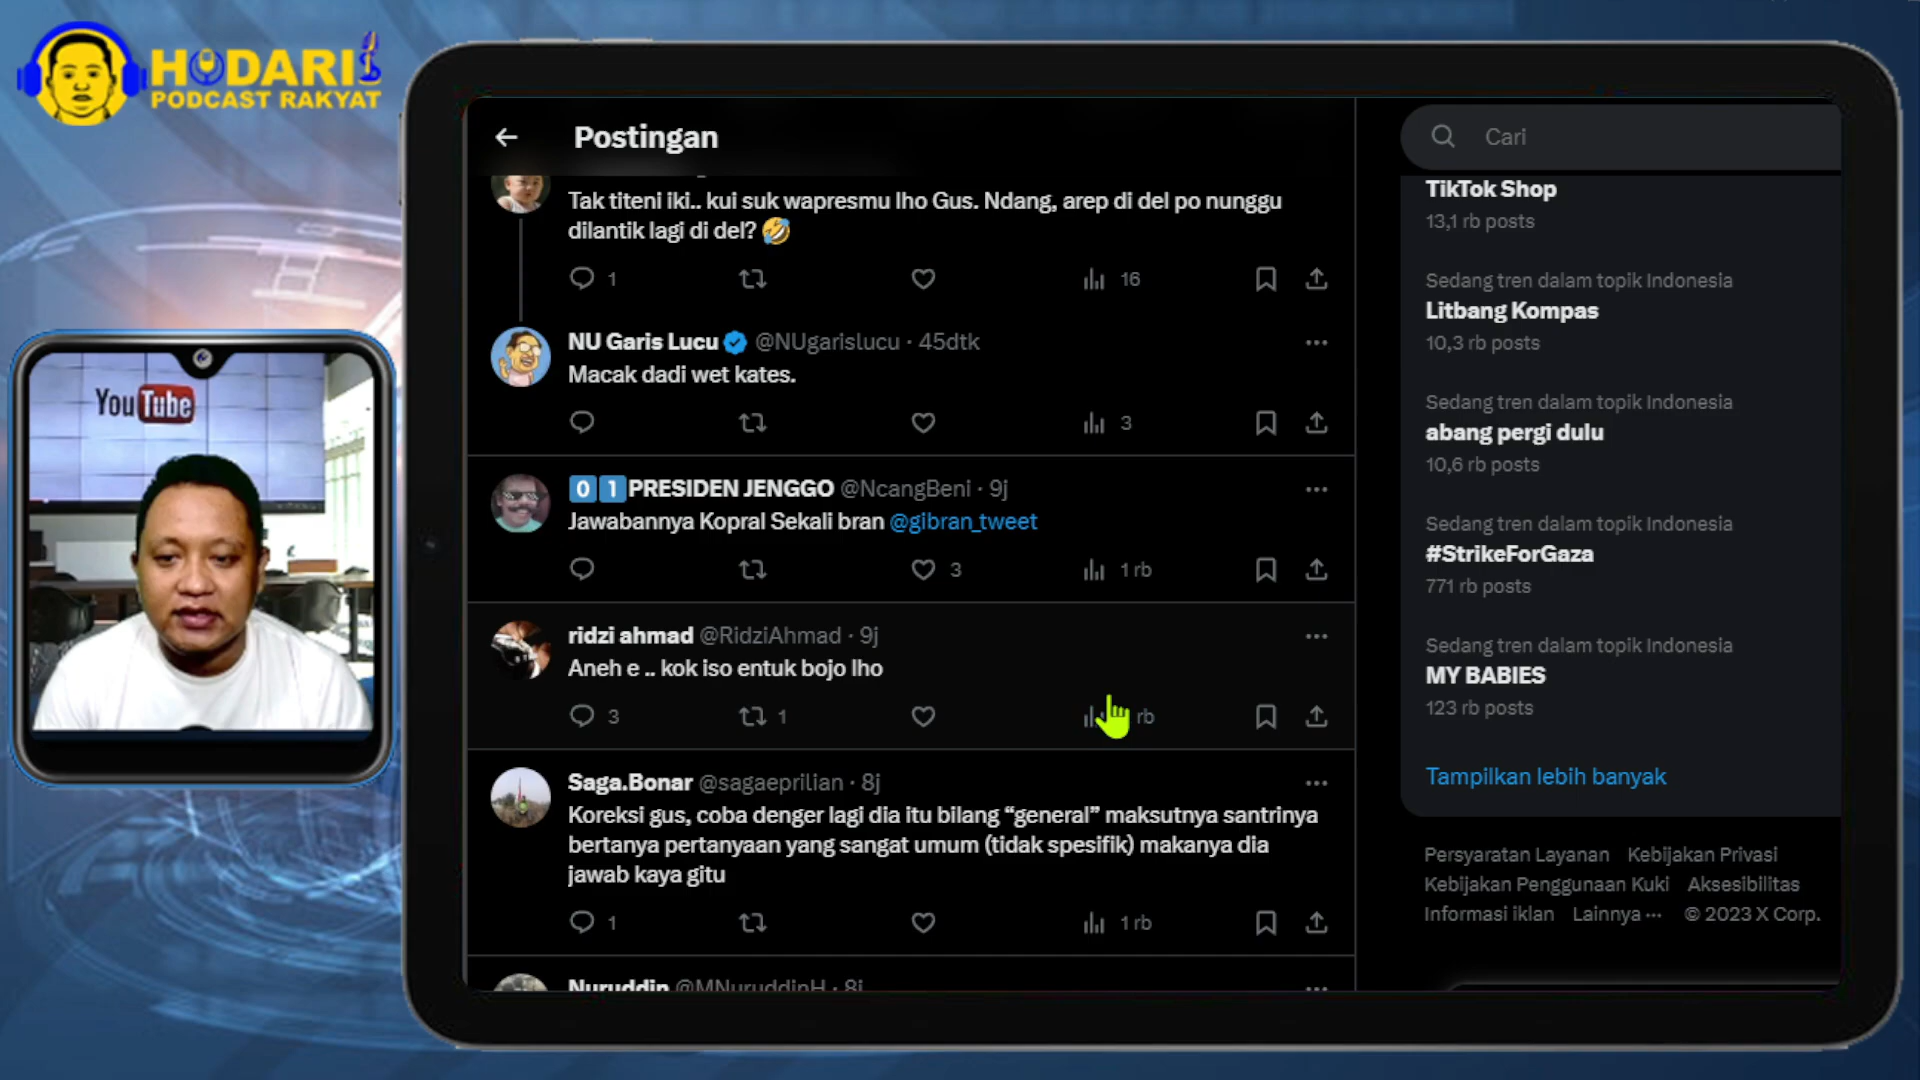 HODARI
PODCAST RAKYAT
YouTube
Postingan
Tak titeni iki.. kui suk wapresmu lho Gus. Ndang, arep di del po nunggu
dilantik lagi di del? 🤣
1
16
NU Garis Lucu @NUgarislucu · 45dtk
Macak dadi wet kates.
3
0 1 PRESIDEN JENGGO @NcangBeni · 9j
Jawabannya Kopral Sekali bran @gibran_tweet
3
1 rb
ridzi ahmad @RidziAhmad · 9j
Aneh e .. kok iso entuk bojo lho
3
1
rb
Saga.Bonar @sagaeprilian · 8j
Koreksi gus, coba denger lagi dia itu bilang “general” maksutnya santrinya
bertanya pertanyaan yang sangat umum (tidak spesifik) makanya dia
jawab kaya gitu
1
1 rb
Nuruddin @MNuruddinH · 8j
Cari
TikTok Shop
13,1 rb posts
Sedang tren dalam topik Indonesia
Litbang Kompas
10,3 rb posts
Sedang tren dalam topik Indonesia
abang pergi dulu
10,6 rb posts
Sedang tren dalam topik Indonesia
#StrikeForGaza
771 rb posts
Sedang tren dalam topik Indonesia
MY BABIES
123 rb posts
Tampilkan lebih banyak
Persyaratan Layanan Kebijakan Privasi
Kebijakan Penggunaan Kuki Aksesibilitas
Informasi iklan Lainnya ··· © 2023 X Corp.